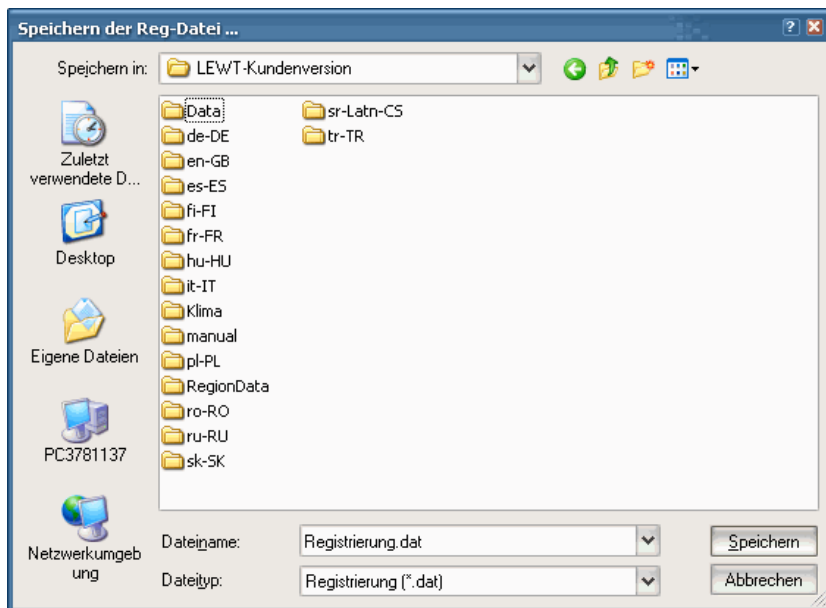 Speichern der Reg-Datei ...
Speichern in:
LEWT-Kundenversion
Zuletzt
verwendete D...
Desktop
Eigene Dateien
PC3781137
Netzwerkumgeb
ung
Data
de-DE
en-GB
es-ES
fi-FI
fr-FR
hu-HU
it-IT
Klima
manual
pl-PL
RegionData
ro-RO
ru-RU
sk-SK
sr-Latn-CS
tr-TR
Dateiname:
Registrierung.dat
Speichern
Dateityp:
Registrierung (*.dat)
Abbrechen